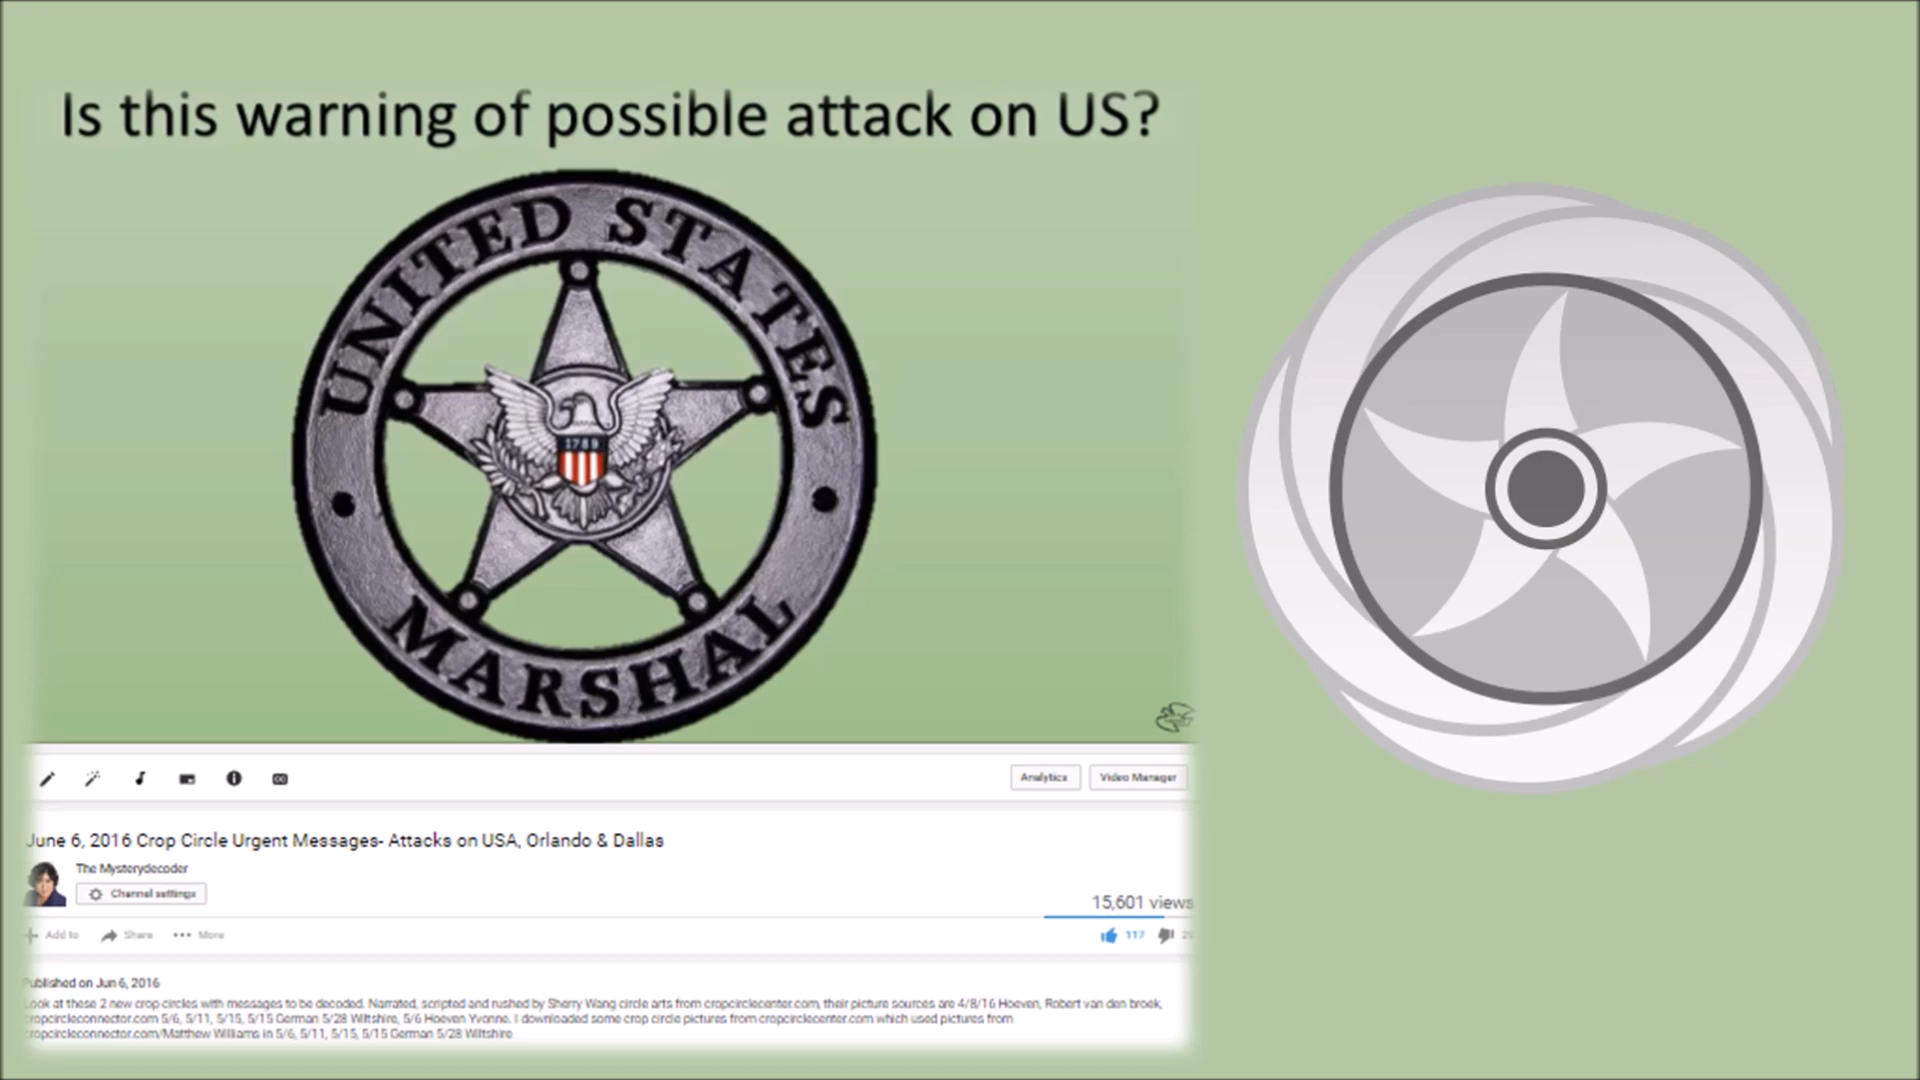 Is this warning of possible attack on US?
UNITED STATES
1789
MARSHAL
Analytics
Video Manager
June 6, 2016 Crop Circle Urgent Messages- Attacks on USA, Orlando & Dallas
The Mysterydecoder
Channel settings
15,601 views
Add to
Share
More
117
Published on Jun 6, 2016
Look at these 2 new crop circles with messages to be decoded. Narrated, scripted and rushed by Sherry Wang circle arts from cropcirclecenter.com, their picture sources are 4/8/16 Hoeven, Robert van den broek,
cropcircleconnector.com 5/6, 5/11, 5/15, 5/15 German 5/28 Wiltshire, 5/6 Hoeven Yvonne. I downloaded some crop circle pictures from cropcirclecenter.com which used pictures from
cropcircleconnector.com/Matthew Williams in 5/6, 5/11, 5/15, 5/15 German 5/28 Wiltshire